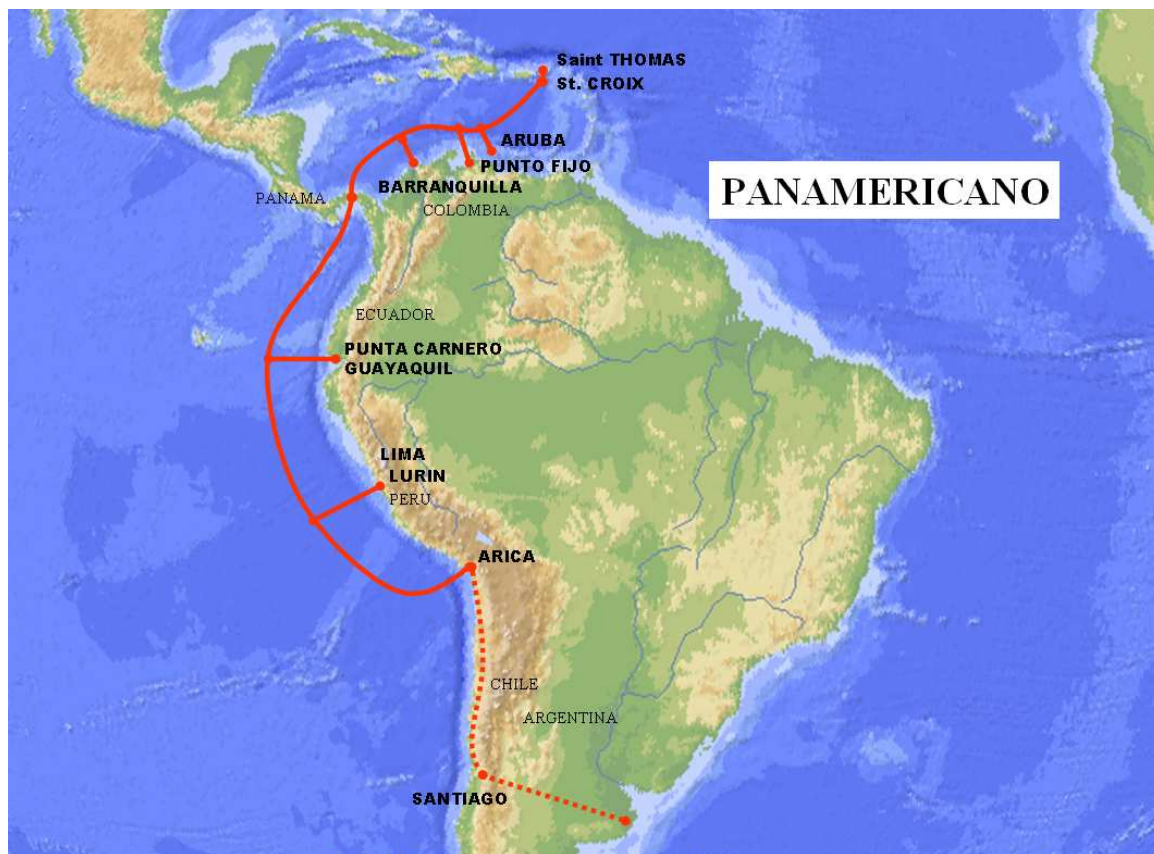 Saint THOMAS
St. CROIX
ARUBA
PUNTO FIJO
BARRANQUILLA
PANAMA
COLOMBIA
PANAMERICANO
ECUADOR
PUNTA CARNERO
GUAYAQUIL
LIMA
LURIN
PERU
ARICA
CHILE
ARGENTINA
SANTIAGO